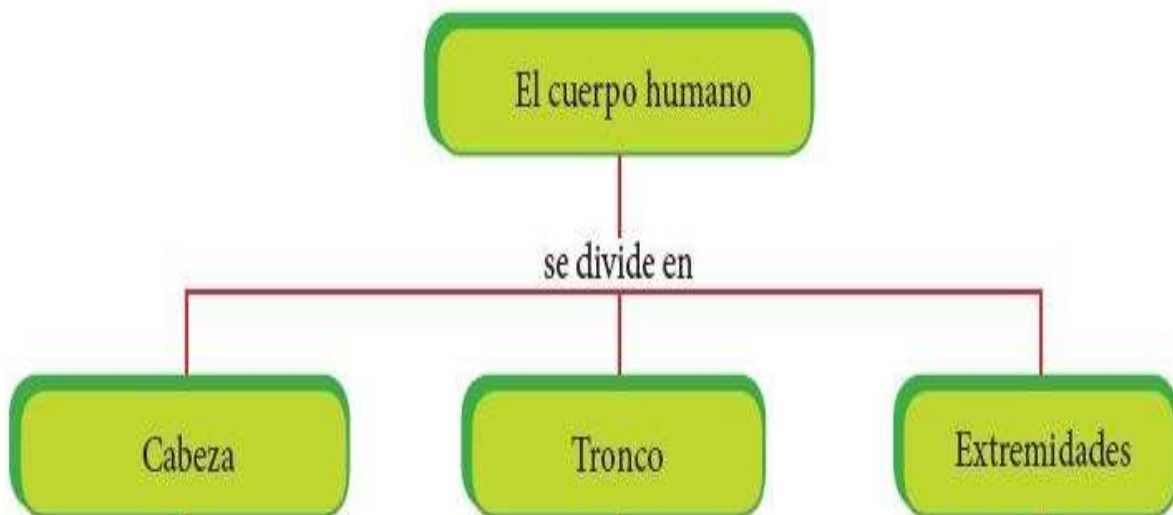 El cuerpo humano
se divide en
Cabeza
Tronco
Extremidades